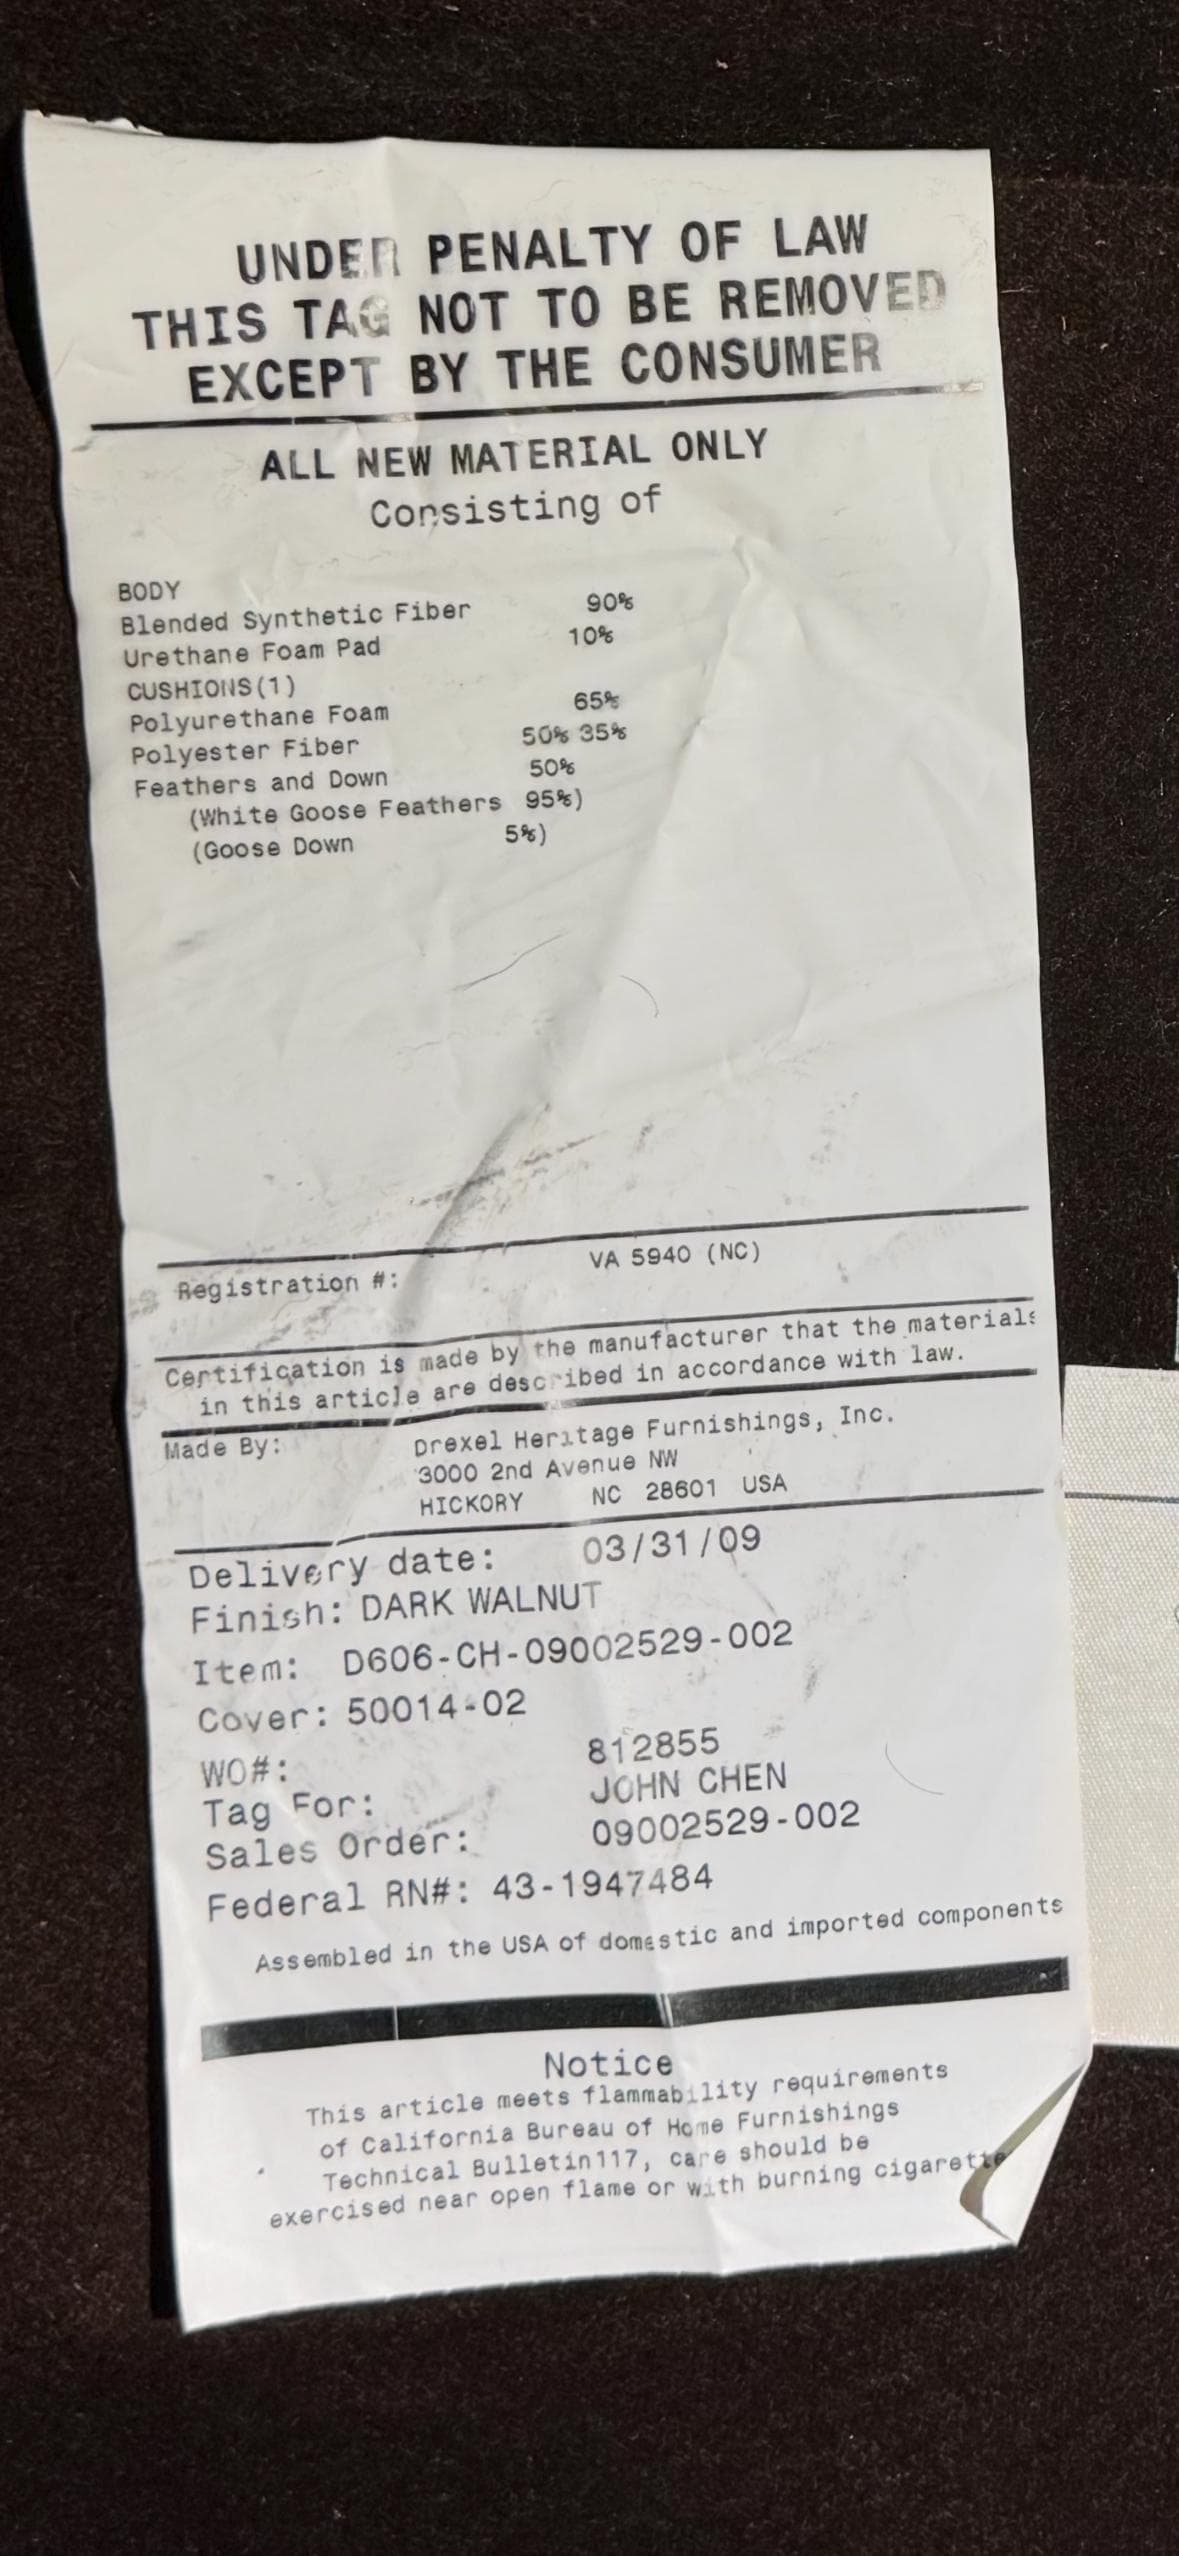 UNDER PENALTY OF LAW
THIS TAG NOT TO BE REMOVED
EXCEPT BY THE CONSUMER
ALL NEW MATERIAL ONLY
Consisting of
BODY
Blended Synthetic Fiber 90%
Urethane Foam Pad 10%
CUSHIONS(1)
Polyurethane Foam 65%
Polyester Fiber 50% 35%
Feathers and Down 50%
(White Goose Feathers 95%)
(Goose Down 5%)
Registration #: VA 5940 (NC)
Certification is made by the manufacturer that the materials
in this article are described in accordance with law.
Made By: Drexel Heritage Furnishings, Inc.
3000 2nd Avenue NW
HICKORY NC 28601 USA
Delivery date: 03/31/09
Finish: DARK WALNUT
Item: D606-CH-09002529-002
Cover: 50014-02
WO#: 812855
Tag For: JOHN CHEN
Sales Order: 09002529-002
Federal RN#: 43-1947484
Assembled in the USA of domestic and imported components
Notice
This article meets flammability requirements
of California Bureau of Home Furnishings
Technical Bulletin117, care should be
exercised near open flame or with burning cigarette